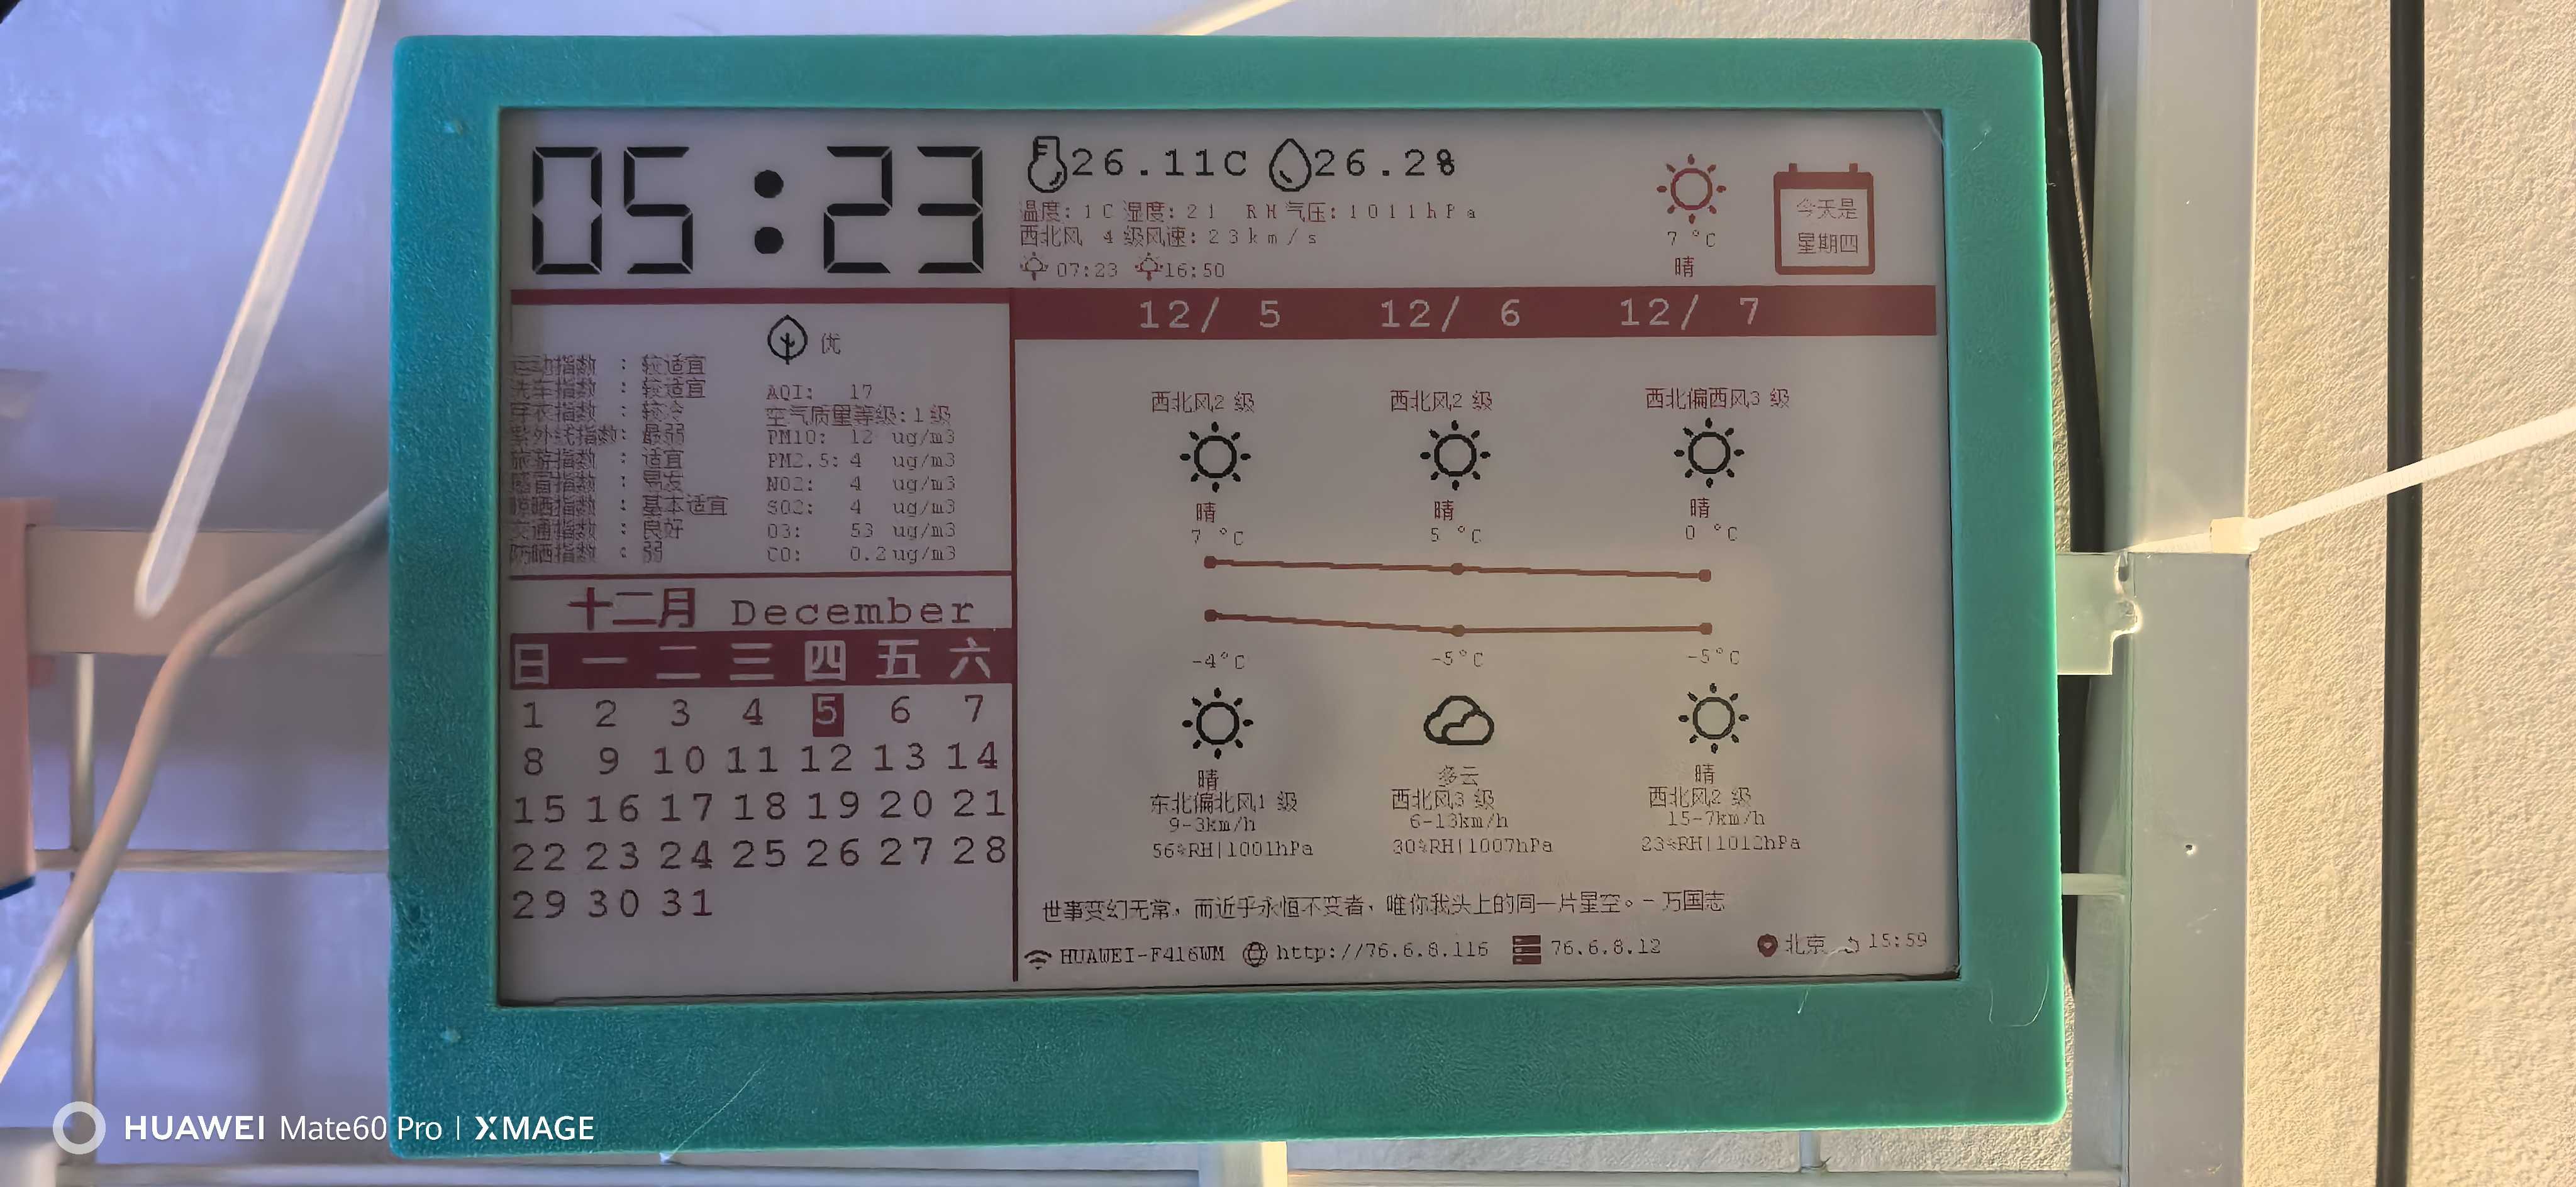 05:23
26.11C 26.2%
温度: 1C 湿度: 21 RH 气压: 1011hPa
西北风 4 级风速: 23km/s
07:23 16:50
7 °C
晴
今天是
星期四
优
运动指数 : 较适宜
洗车指数 : 较适宜
穿衣指数 : 较冷
紫外线指数: 最弱
旅游指数 : 适宜
感冒指数 : 易发
晾晒指数 : 基本适宜
交通指数 : 良好
防晒指数 : 弱
AQI: 17
空气质量等级:1级
PM10: 12 ug/m3
PM2.5: 4 ug/m3
NO2: 4 ug/m3
SO2: 4 ug/m3
O3: 53 ug/m3
CO: 0.2ug/m3
十二月 December
日 一 二 三 四 五 六
1 2 3 4 5 6 7
8 9 10 11 12 13 14
15 16 17 18 19 20 21
22 23 24 25 26 27 28
29 30 31
12/ 5 12/ 6 12/ 7
西北风2 级 西北风2 级 西北偏西风3 级
晴 晴 晴
7 °C 5 °C 0 °C
-4°C -5°C -5°C
晴 多云 晴
东北偏北风1 级 西北风3 级 西北风2 级
9-3km/h 6-13km/h 15-7km/h
56%RH|1001hPa 30%RH|1007hPa 23%RH|1012hPa
世事变幻无常，而近乎永恒不变者，唯你我头上的同一片星空。- 万国志
HUAWEI-F416WM http://76.6.8.116 76.6.8.12 北京 15:59
HUAWEI Mate60 Pro | XMAGE